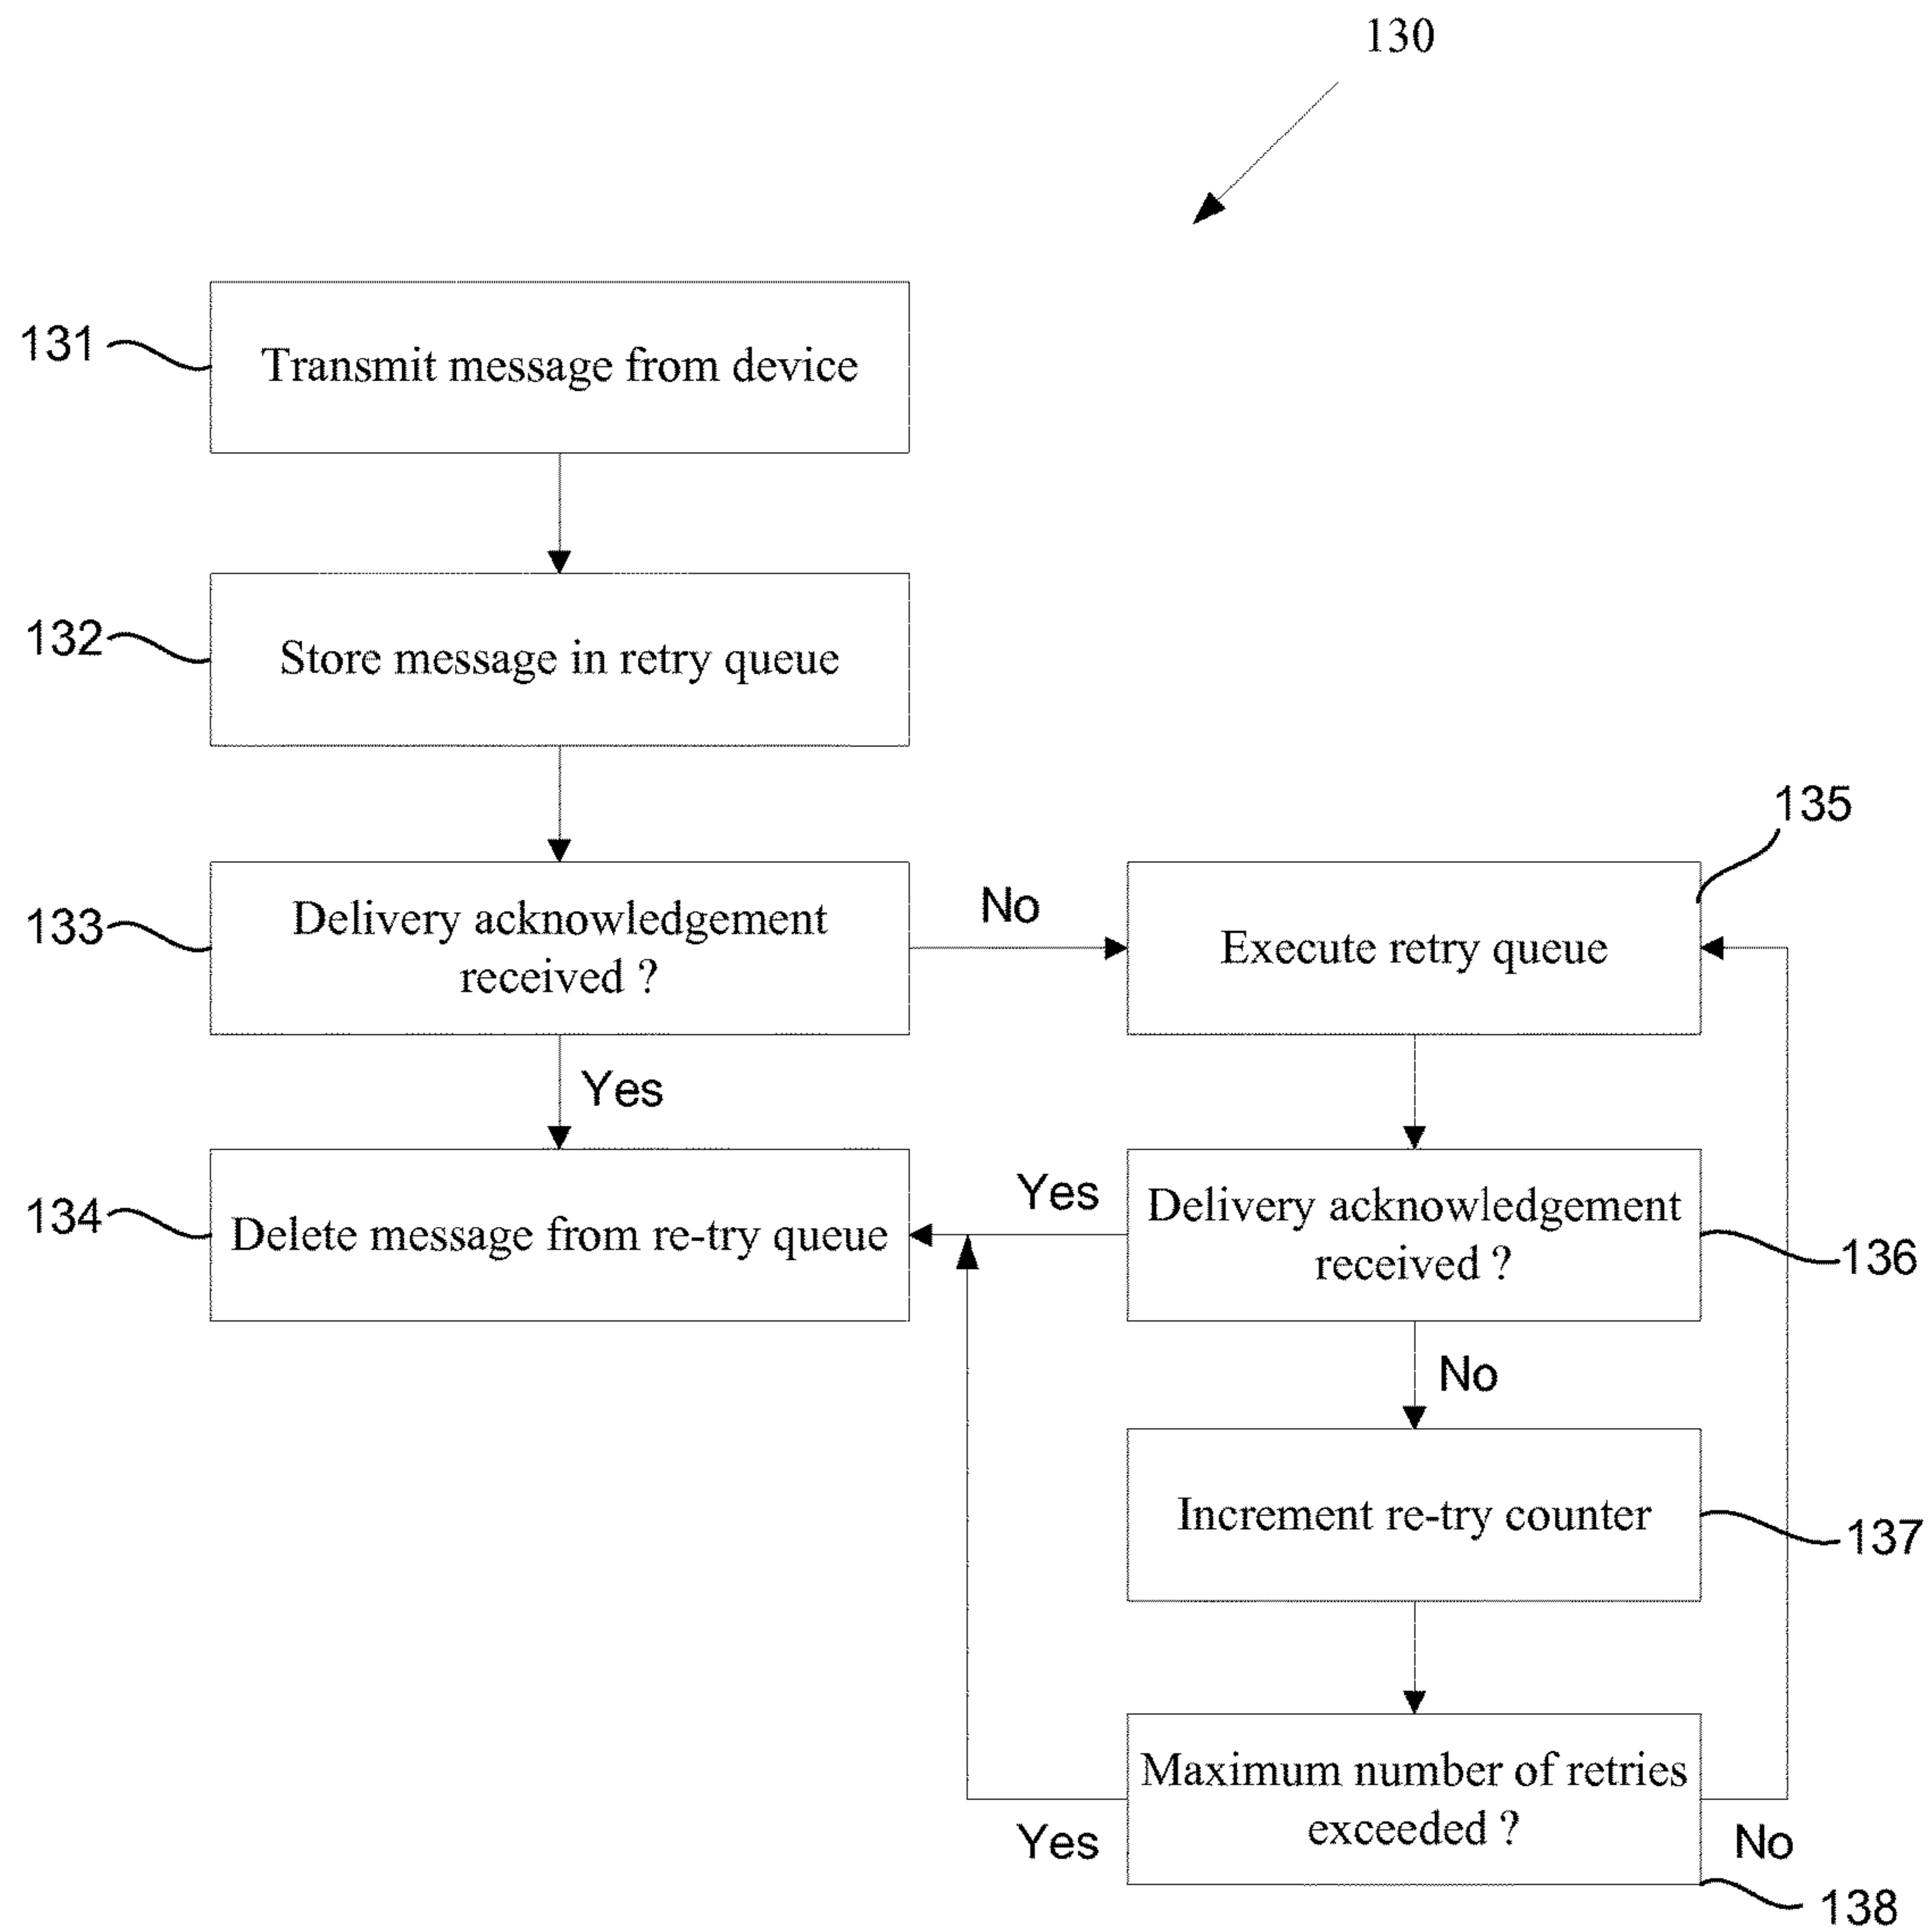 130
131
Transmit message from device
132
Store message in retry queue
135
133
Delivery acknowledgement
received ?
No
Execute retry queue
Yes
134
Delete message from re-try queue
Yes
Delivery acknowledgement
received ?
136
No
Increment re-try counter
137
Maximum number of retries
exceeded ?
Yes
No
138